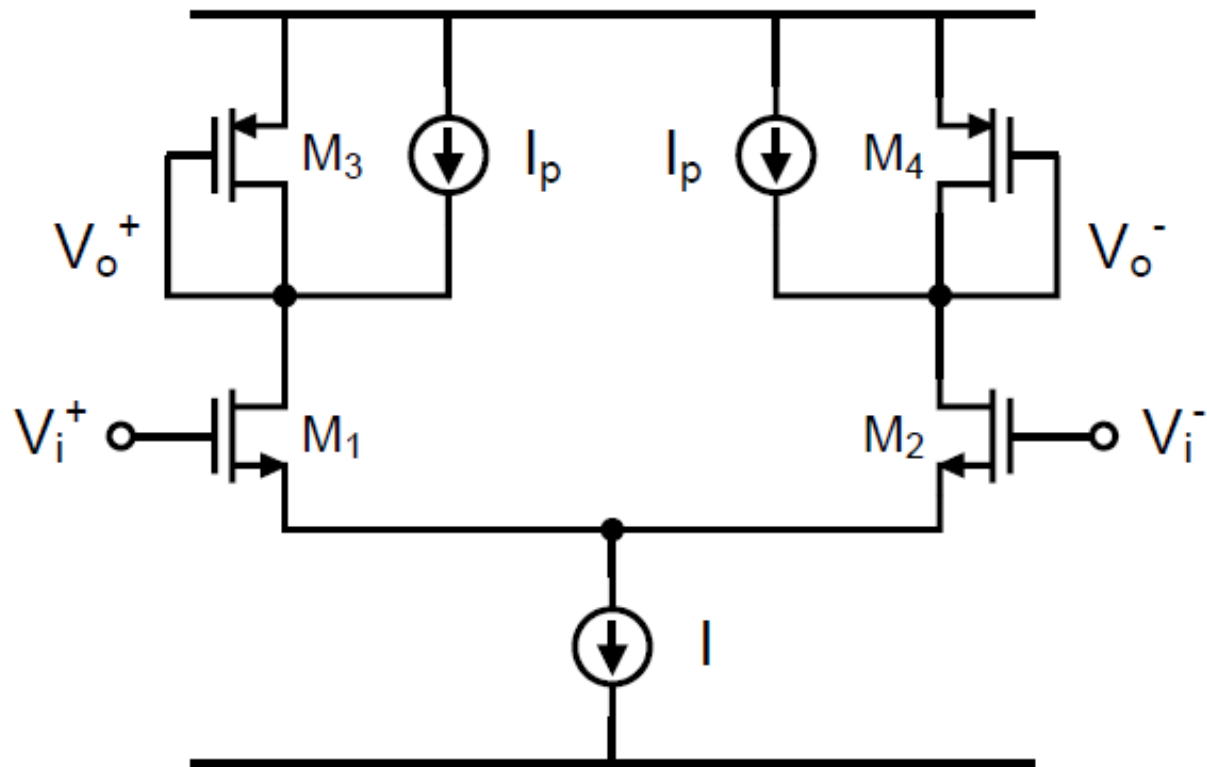 M₃ Iₚ Iₚ M₄
Vₒ⁺ Vₒ⁻
Vᵢ⁺ M₁ M₂ Vᵢ⁻
I